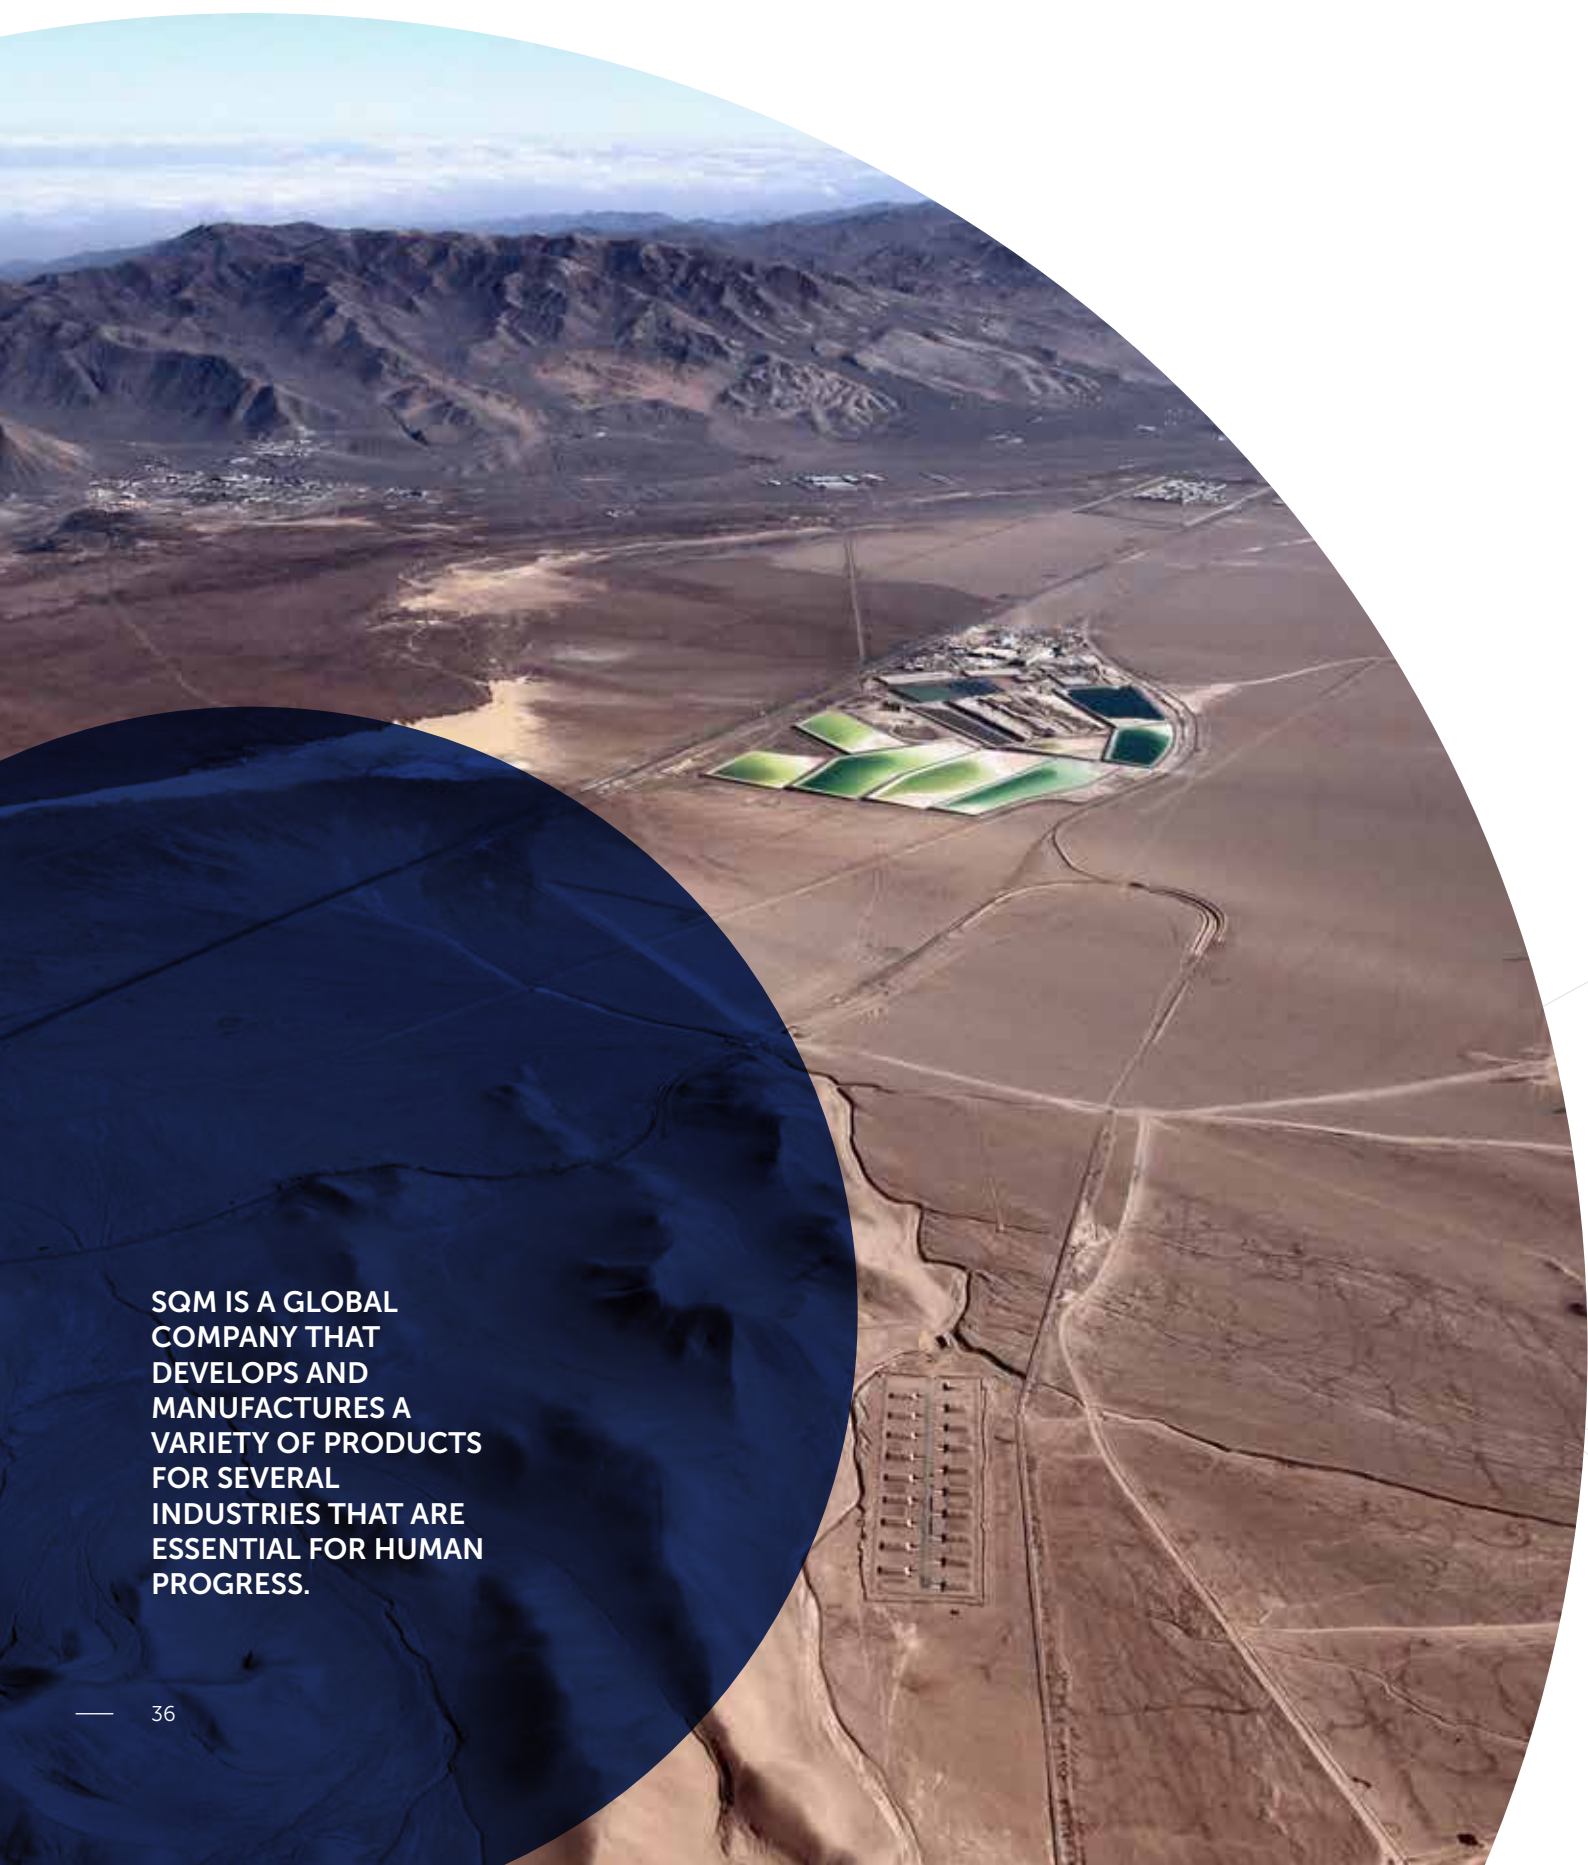 SQM IS A GLOBAL
COMPANY THAT
DEVELOPS AND
MANUFACTURES A
VARIETY OF PRODUCTS
FOR SEVERAL
INDUSTRIES THAT ARE
ESSENTIAL FOR HUMAN
PROGRESS.
36